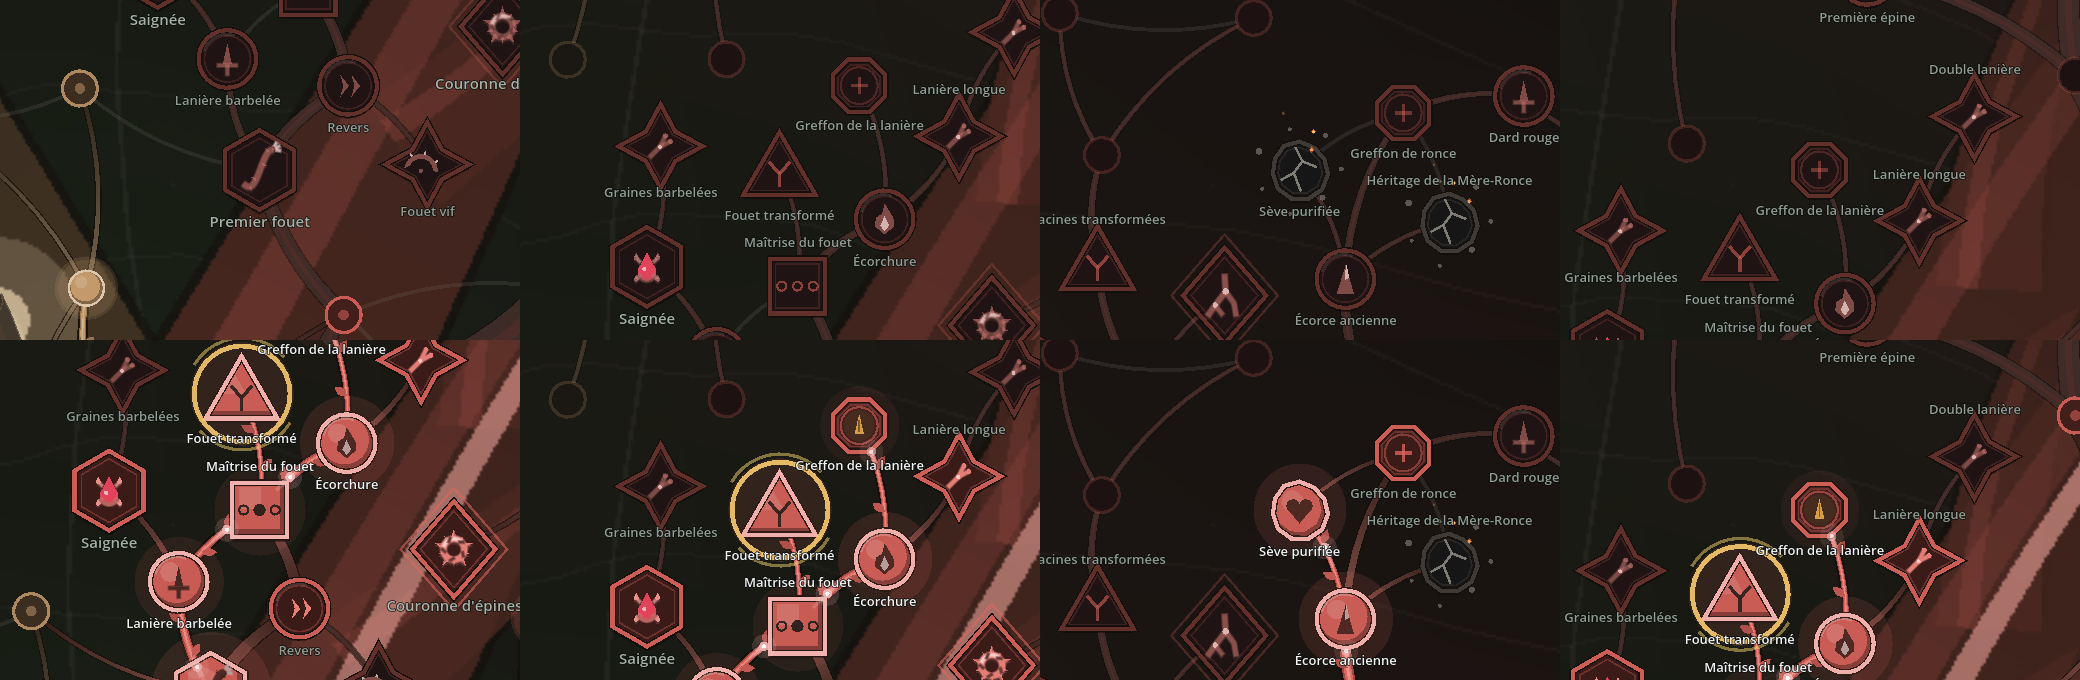 Saignée
Lanière barbelée
Revers
Couronne d
Premier fouet
Fouet vif
Lanière longue
Greffon de la lanière
Graines barbelées
Fouet transformé
Maîtrise du fouet
Écorchure
Saignée
Dard rouge
Greffon de ronce
Héritage de la Mère-Ronce
Sève purifiée
acines transformées
Écorce ancienne
Première épine
Double lanière
Lanière longue
Greffon de la lanière
Graines barbelées
Fouet transformé
Maîtrise du fouet
Greffon de la lanière
Graines barbelées
Fouet transformé
Maîtrise du fouet
Écorchure
Saignée
Couronne d'épines
Lanière barbelée
Revers
Lanière longue
Greffon de la lanière
Graines barbelées
Fouet transformé
Maîtrise du fouet
Écorchure
Saignée
Dard rouge
Greffon de ronce
Héritage de la Mère-Ronce
Sève purifiée
acines transformées
Écorce ancienne
Première épine
Double lanière
Lanière longue
Greffon de la lanière
Graines barbelées
Fouet transformé
Maîtrise du fouet